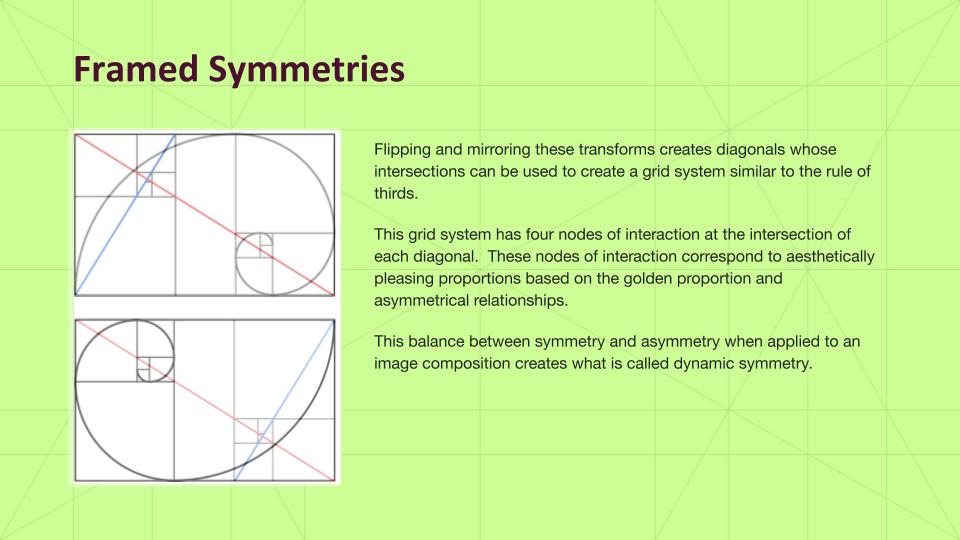 Framed Symmetries
Flipping and mirroring these transforms creates diagonals whose
intersections can be used to create a grid system similar to the rule of
thirds.
This grid system has four nodes of interaction at the intersection of
each diagonal.  These nodes of interaction correspond to aesthetically
pleasing proportions based on the golden proportion and
asymmetrical relationships.
This balance between symmetry and asymmetry when applied to an
image composition creates what is called dynamic symmetry.